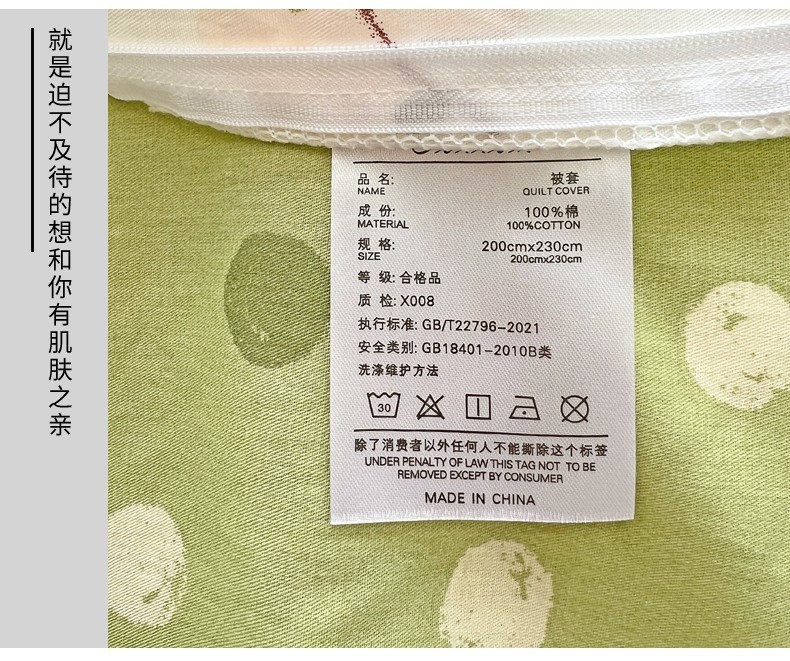 就是迫不及待的想和你有肌肤之亲
品 名: 被套
NAME QUILT COVER
成 份: 100%棉
MATERIAL 100%COTTON
规 格: 200cmx230cm
SIZE 200cmx230cm
等 级: 合格品
质 检: X008
执行标准: GB/T22796-2021
安全类别: GB18401-2010B类
洗涤维护方法
30
除了消费者以外任何人不能撕除这个标签
UNDER PENALTY OF LAW THIS TAG NOT TO BE
REMOVED EXCEPT BY CONSUMER
MADE IN CHINA